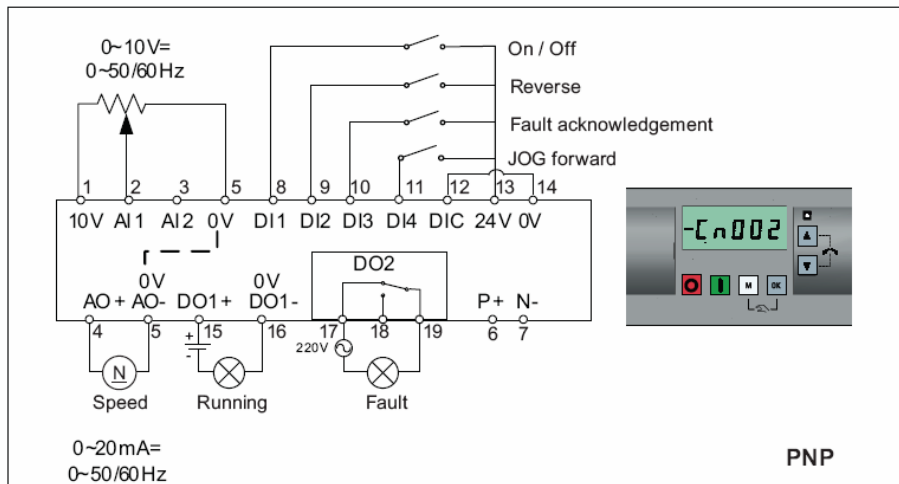 0~10V=
0~50/60Hz
On / Off
Reverse
Fault acknowledgement
JOG forward
1 2 3 5 8 9 10 11 12 13 14
10V AI1 AI2 0V DI1 DI2 DI3 DI4 DIC 24V 0V
-Cn002
M OK
0V 0V DO2
AO+ AO- DO1+ DO1- P+ N-
4 5 15 16 17 18 19 6 7
+
-
220V
N
Speed Running Fault
0~20mA=
0~50/60Hz
PNP